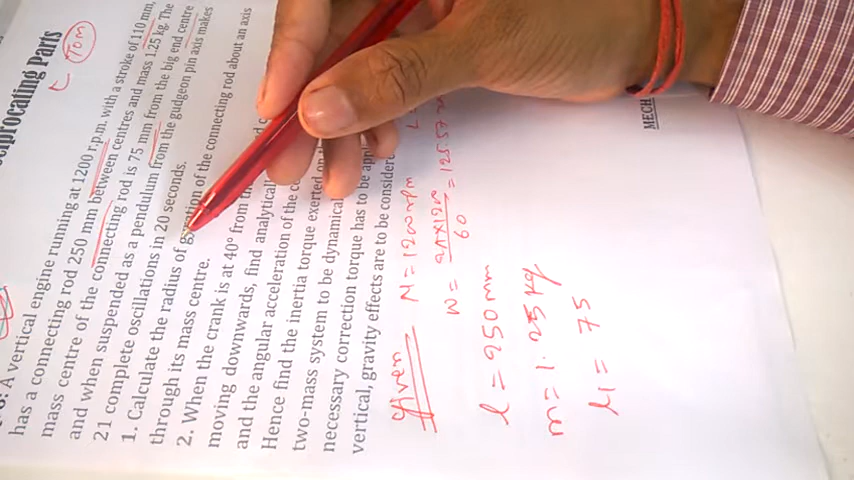 ciprocating Parts
TOM
6: A vertical engine running at 1200 r.p.m. with a stroke of 110 mm,
has a connecting rod 250 mm between centres and mass 1.25 kg. The
mass centre of the connecting rod is 75 mm from the big end centre
and when suspended as a pendulum from the gudgeon pin axis makes
21 complete oscillations in 20 seconds.
1. Calculate the radius of gyration of the connecting rod about an axis
through its mass centre.
2. When the crank is at 40° from
moving downwards, find analytical
and the angular acceleration of the
Hence find the inertia torque exerted
two-mass system to be dynamica
necessary correction torque has to be app
vertical, gravity effects are to be consider
MECH
Given N = 1200 rpm
W = 2π×120 / 60 = 125.57
l = 250 mm
m = 1.25 kg
l1 = 75